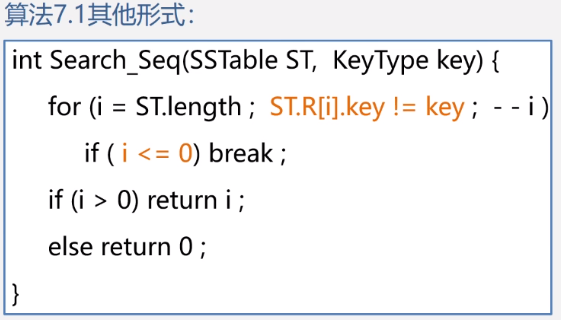 算法7.1其他形式：
int Search_Seq(SSTable ST, KeyType key) {
for (i = ST.length ; ST.R[i].key != key ; - - i )
if ( i <= 0) break ;
if (i > 0) return i ;
else return 0 ;
}